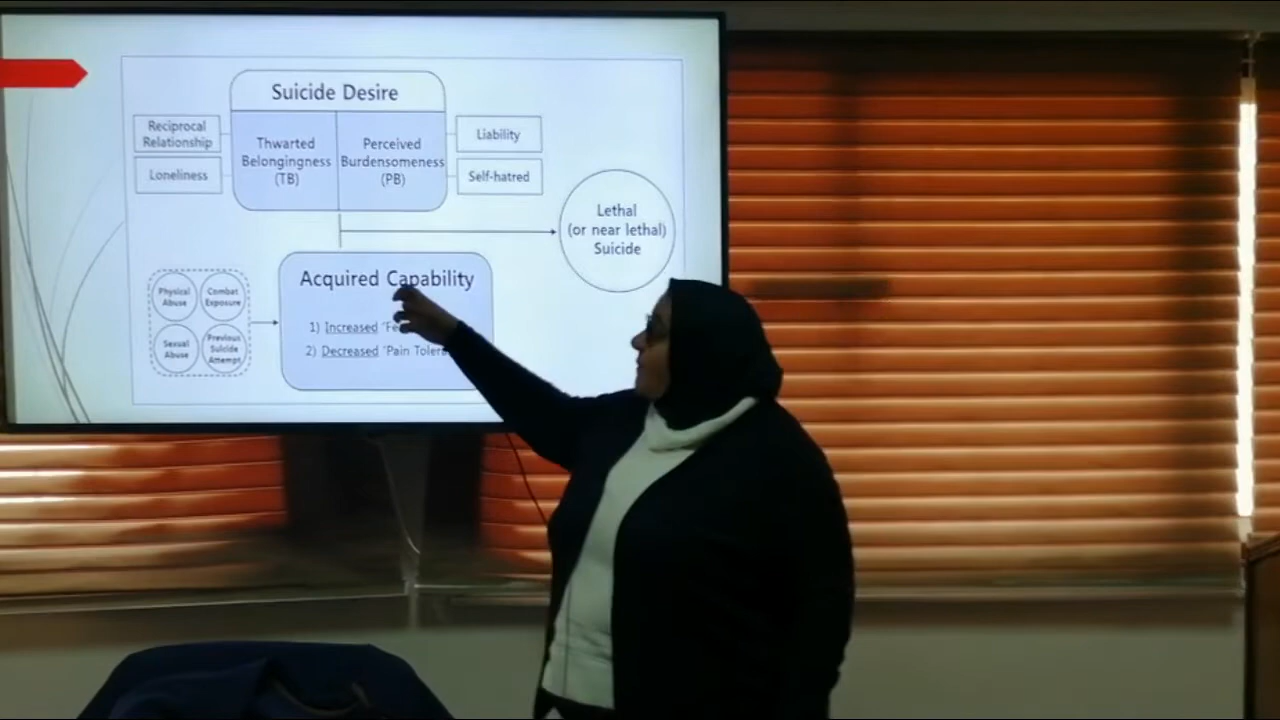 Suicide Desire
Reciprocal
Relationship
Loneliness
Thwarted
Belongingness
(TB)
Perceived
Burdensomeness
(PB)
Liability
Self-hatred
Lethal
(or near lethal)
Suicide
Physical
Abuse
Combat
Exposure
Sexual
Abuse
Previous
Suicide
Attempt
Acquired Capability
1) Increased
2) Decreased 'Pain